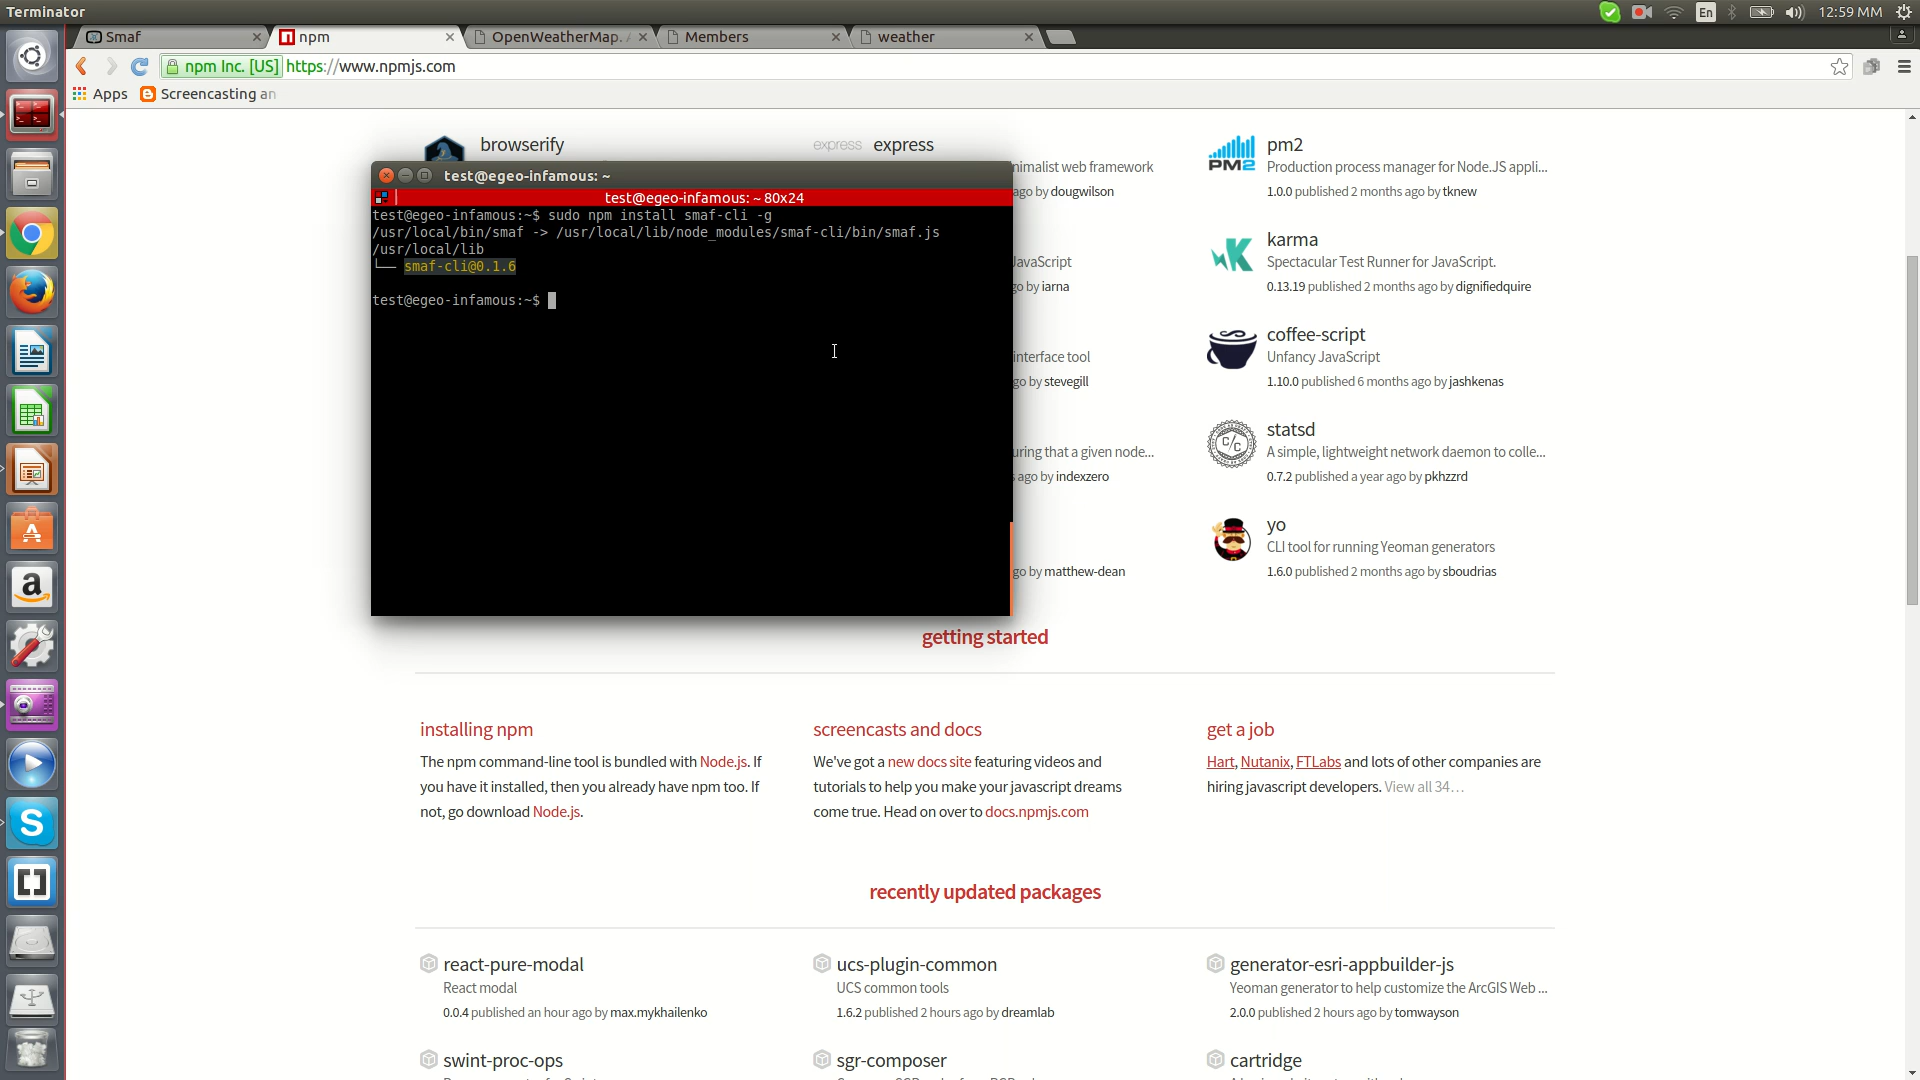 Terminator
En
12:59 MM
Smaf
npm
OpenWeatherMap.
Members
weather
npm Inc. [US]
https://www.npmjs.com
Apps
Screencasting an
browserify
express express
nimalist web framework
ago by dougwilson
pm2
Production process manager for Node.JS appli...
1.0.0 published 2 months ago by tknew
test@egeo-infamous: ~
test@egeo-infamous: ~ 80x24
test@egeo-infamous:~$ sudo npm install smaf-cli -g
/usr/local/bin/smaf -> /usr/local/lib/node_modules/smaf-cli/bin/smaf.js
/usr/local/lib
└── smaf-cli@0.1.6
test@egeo-infamous:~$
JavaScript
go by iarna
karma
Spectacular Test Runner for JavaScript.
0.13.19 published 2 months ago by dignifiedquire
interface tool
go by stevegill
coffee-script
Unfancy JavaScript
1.10.0 published 6 months ago by jashkenas
uring that a given node...
s ago by indexzero
statsd
A simple, lightweight network daemon to colle...
0.7.2 published a year ago by pkhzzrd
go by matthew-dean
yo
CLI tool for running Yeoman generators
1.6.0 published 2 months ago by sboudrias
getting started
installing npm
The npm command-line tool is bundled with Node.js. If
you have it installed, then you already have npm too. If
not, go download Node.js.
screencasts and docs
We've got a new docs site featuring videos and
tutorials to help you make your javascript dreams
come true. Head on over to docs.npmjs.com
get a job
Hart, Nutanix, FTLabs and lots of other companies are
hiring javascript developers. View all 34…
recently updated packages
react-pure-modal
React modal
0.0.4 published an hour ago by max.mykhailenko
ucs-plugin-common
UCS common tools
1.6.2 published 2 hours ago by dreamlab
generator-esri-appbuilder-js
Yeoman generator to help customize the ArcGIS Web ...
2.0.0 published 2 hours ago by tomwayson
swint-proc-ops
sgr-composer
cartridge